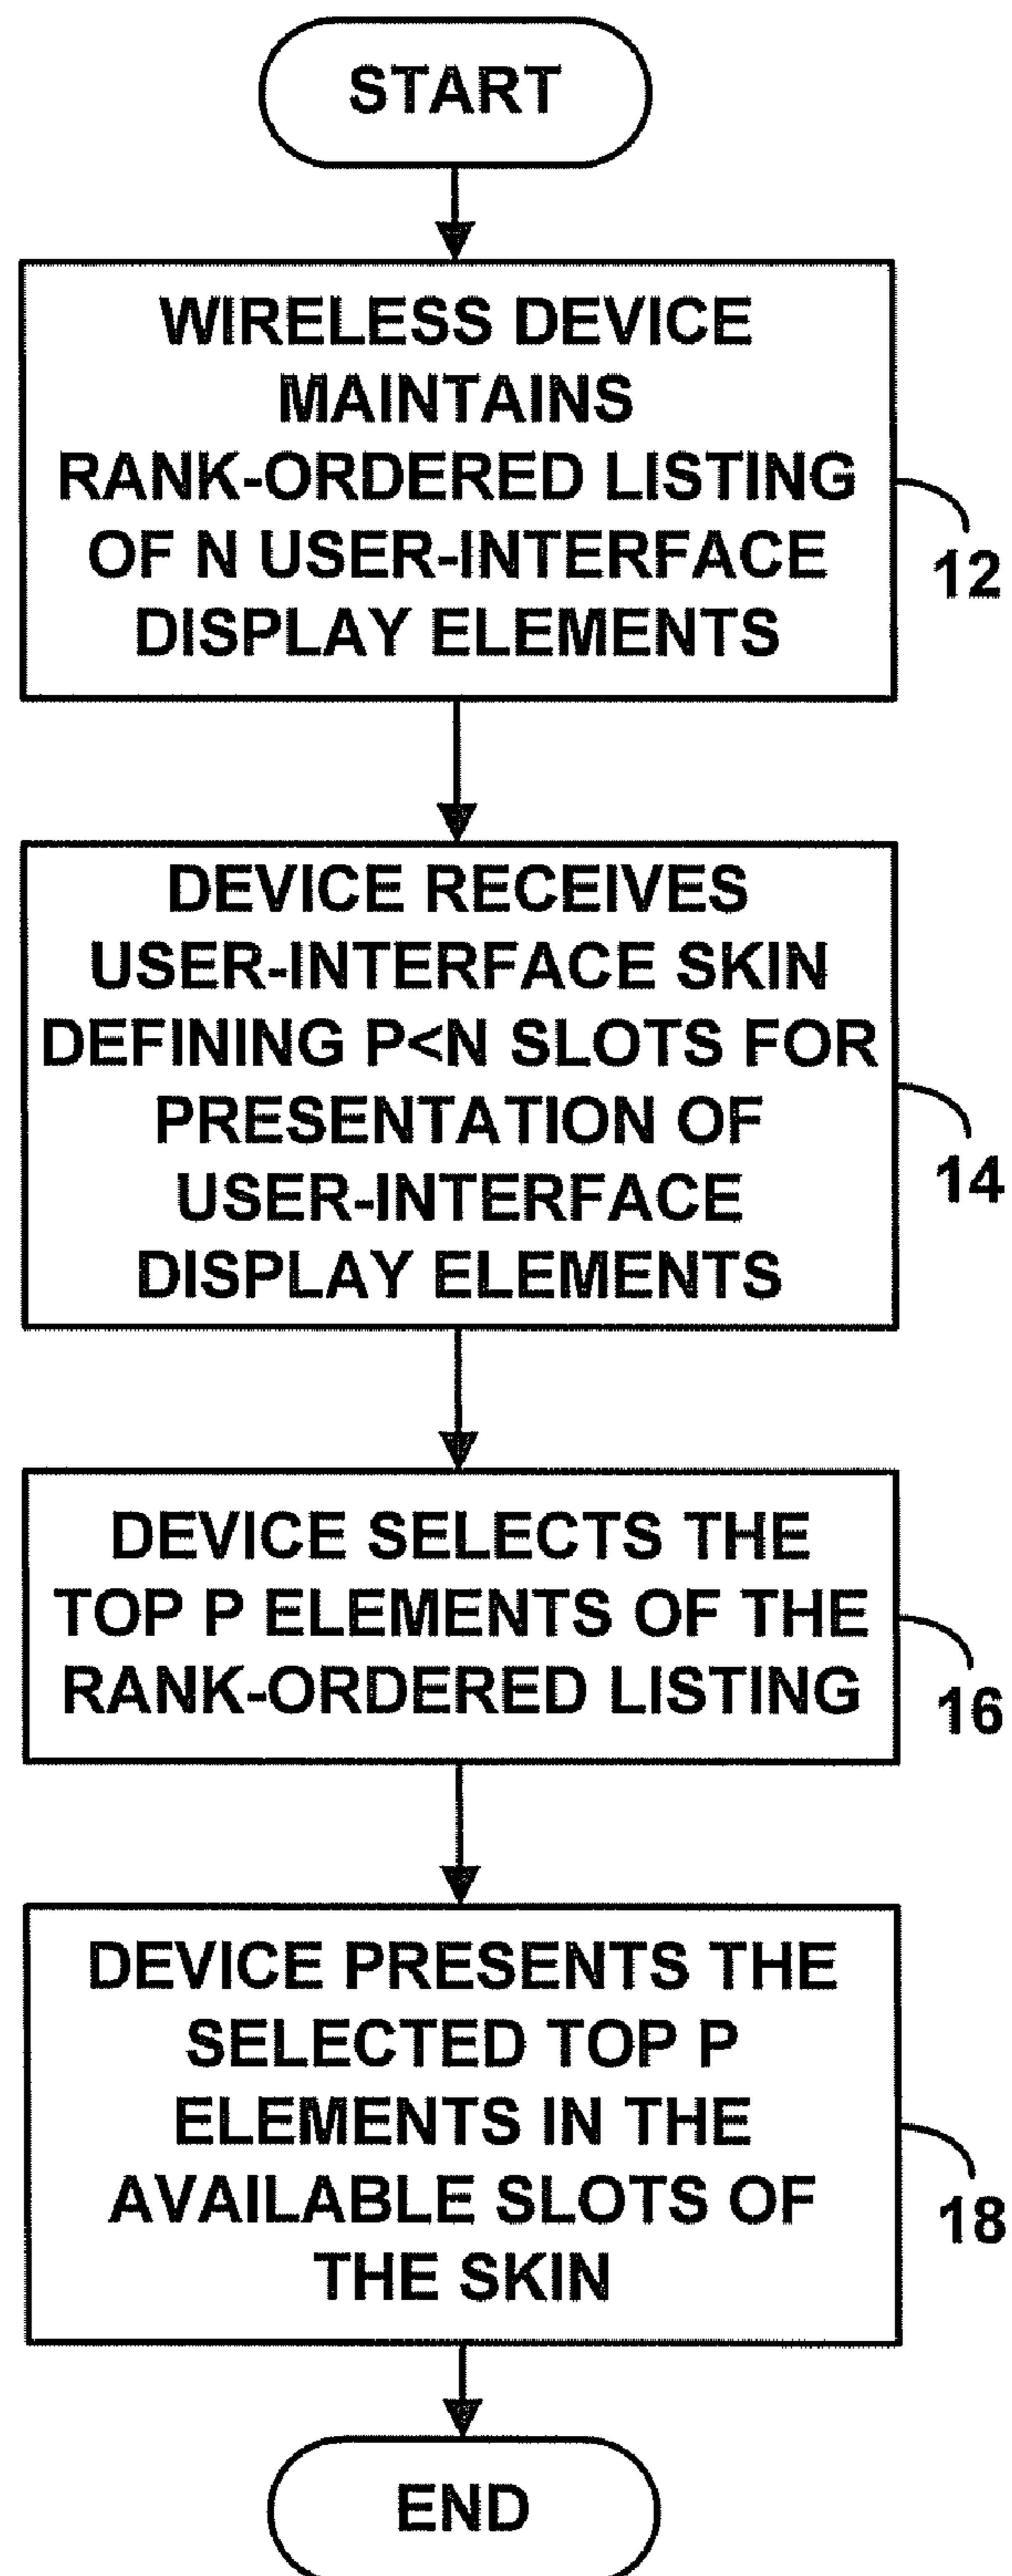 START
WIRELESS DEVICE
MAINTAINS
RANK-ORDERED LISTING
OF N USER-INTERFACE
DISPLAY ELEMENTS
12
DEVICE RECEIVES
USER-INTERFACE SKIN
DEFINING P<N SLOTS FOR
PRESENTATION OF
USER-INTERFACE
DISPLAY ELEMENTS
14
DEVICE SELECTS THE
TOP P ELEMENTS OF THE
RANK-ORDERED LISTING
16
DEVICE PRESENTS THE
SELECTED TOP P
ELEMENTS IN THE
AVAILABLE SLOTS OF
THE SKIN
18
END